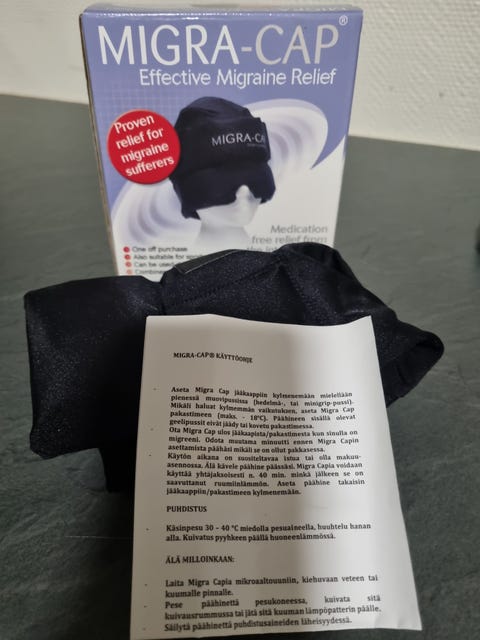 MIGRA-CAP®
Effective Migraine Relief
Proven
relief for
migraine
sufferers
MIGRA-CAP
Medication
free relief from
One off purchase
Also suitable for
Can be used
MIGRA-CAP® KÄYTTÖOHJE
- Aseta Migra Cap jääkaappiin kylmenemään mielellään
pienessä muovipussissa (hedelmä-, tai minigrip-pussi).
Mikäli haluat kylmemmän vaikutuksen, aseta Migra Cap
pakastimeen (maks. - 18°C). Päähineen sisällä olevat
geelipussit eivät jäädy tai kovetu pakastimessa.
- Ota Migra Cap ulos jääkaapista/pakastimesta kun sinulla on
migreeni. Odota muutama minuutti ennen Migra Capin
asettamista päähäsi mikäli se on ollut pakkasessa.
- Käytön aikana on suositeltavaa istua tai olla makuu-
asennossa. Älä kävele päähine päässäsi. Migra Capia voidaan
käyttää yhtäjaksoisesti n. 40 min. minkä jälkeen se on
saavuttanut ruumiinlämmön. Aseta päähine takaisin
jääkaappiin/pakastimeen kylmenemään.
PUHDISTUS
Käsinpesu 30 – 40 °C miedolla pesuaineella, huuhtelu hanan
alla. Kuivatus pyyhkeen päällä huoneenlämmössä.
ÄLÄ MILLOINKAAN:
- Laita Migra Capia mikroaaltouuniin, kiehuvaan veteen tai
kuumalle pinnalle.
- Pese päähinettä pesukoneessa, kuivata sitä
kuivausrummussa tai jätä sitä kuuman lämpöpatterin päälle.
- Säilytä päähinettä puhdistusaineiden läheisyydessä.